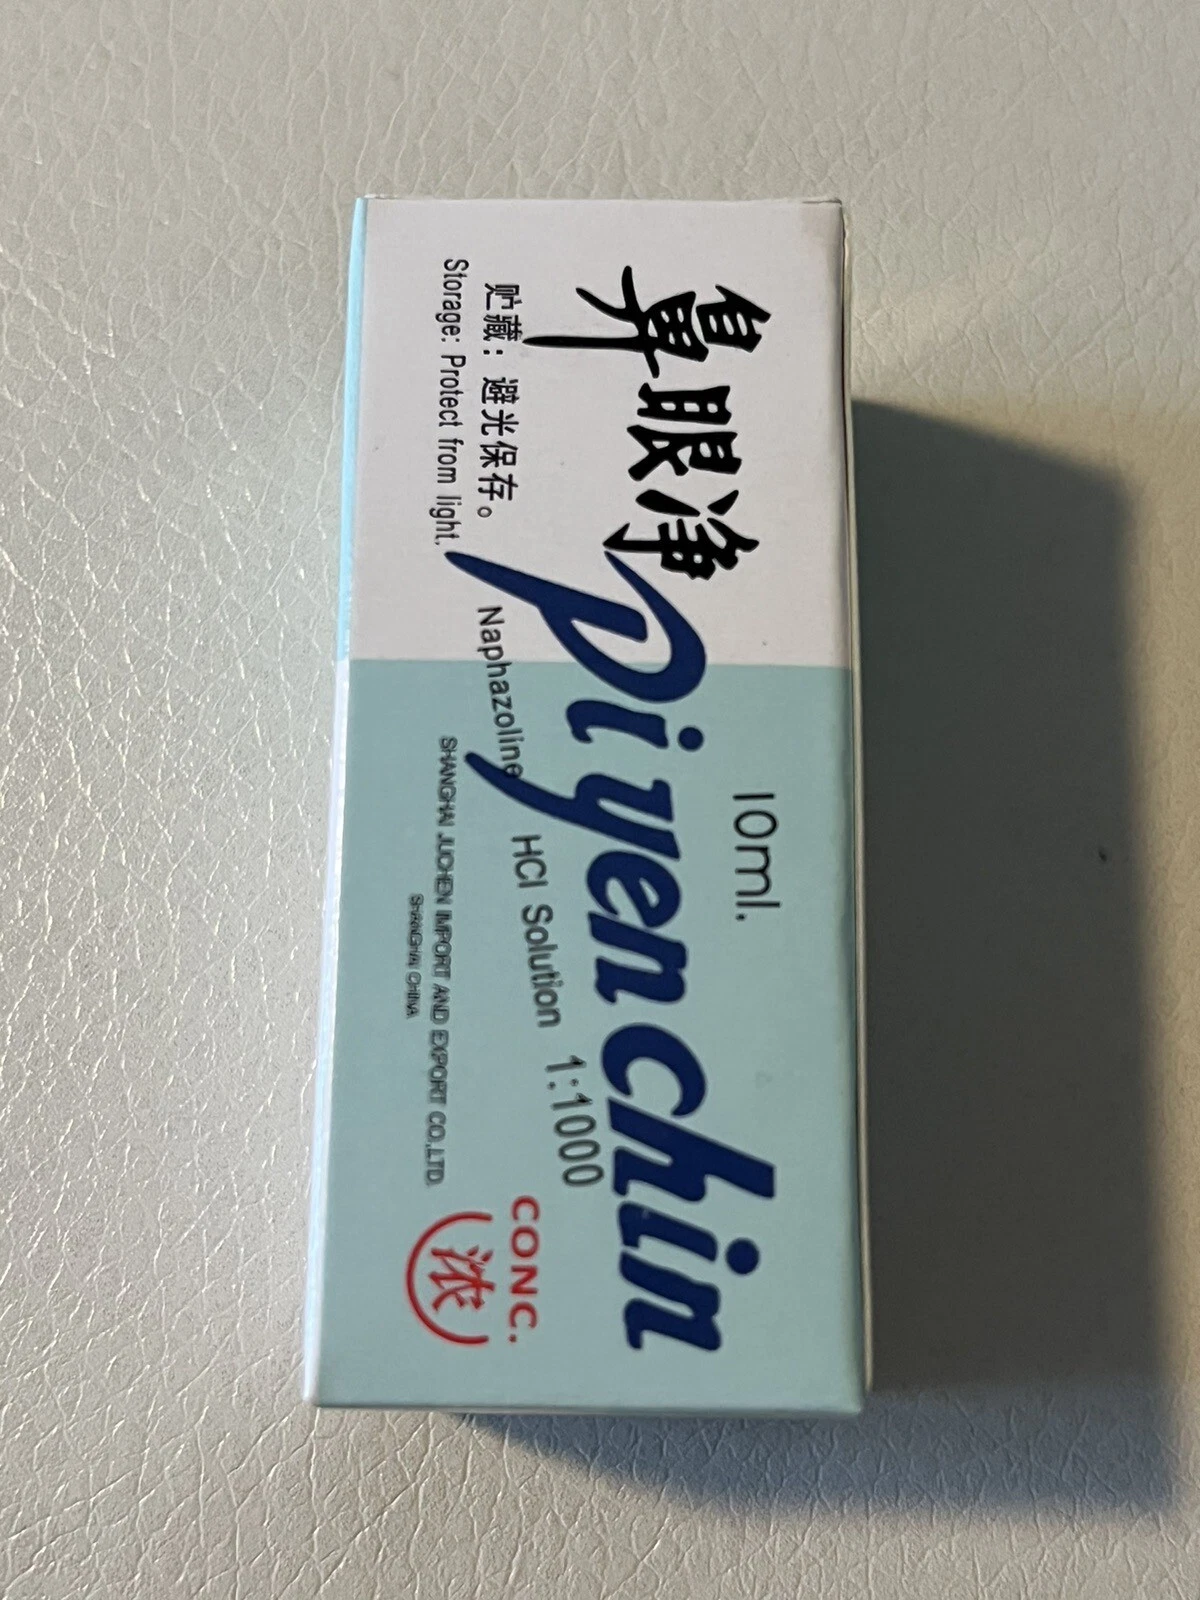 鼻眼净
10ml.
Pi yen chin
贮藏：避光保存。
Storage: Protect from light.
Naphazoline HCl Solution 1:1000
SHANGHAI JUCHEN IMPORT AND EXPORT CO.,LTD.
SHANGHAI CHINA
CONC.
浓